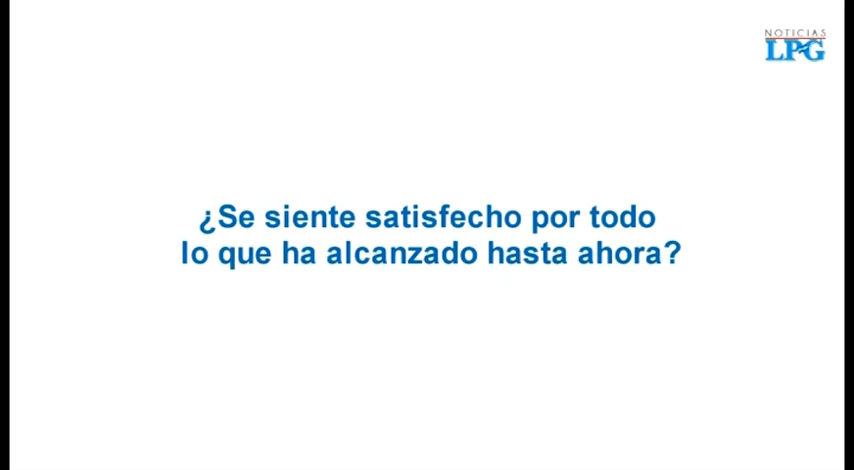 NOTICIAS
LPG
¿Se siente satisfecho por todo
lo que ha alcanzado hasta ahora?